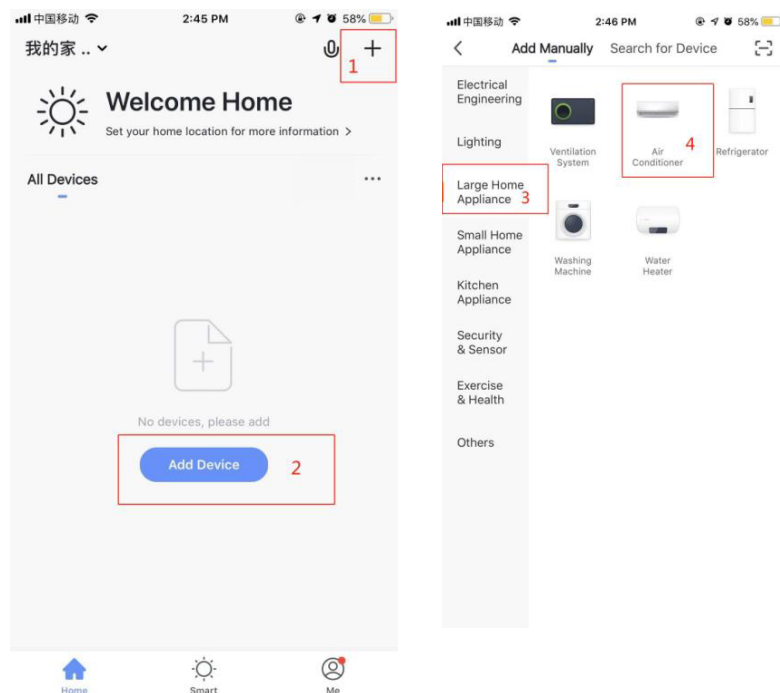 中国移动 2:45 PM 58%
我的家 ..
1
Welcome Home
Set your home location for more information >
All Devices
No devices, please add
Add Device 2
Home Smart Me
中国移动 2:46 PM 58%
Add Manually Search for Device
Electrical
Engineering
Lighting
Large Home
Appliance 3
Small Home
Appliance
Kitchen
Appliance
Security
& Sensor
Exercise
& Health
Others
Ventilation
System
Air
Conditioner
4
Refrigerator
Washing
Machine
Water
Heater